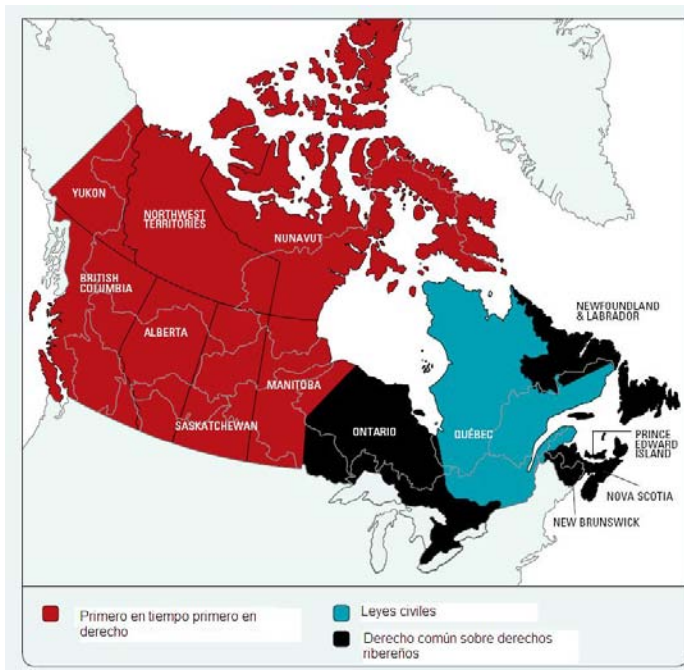 YUKON
NORTHWEST
TERRITORIES
NUNAVUT
BRITISH
COLUMBIA
ALBERTA
SASKATCHEWAN
MANITOBA
ONTARIO
QUÉBEC
NEWFOUNDLAND
& LABRADOR
PRINCE
EDWARD
ISLAND
NOVA SCOTIA
NEW BRUNSWICK
Primero en tiempo primero en
derecho
Leyes civiles
Derecho común sobre derechos
ribereños